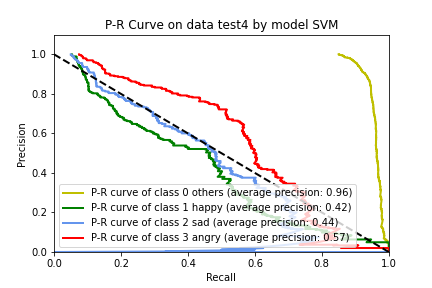 P-R Curve on data test4 by model SVM
1.0
0.8
0.6
0.4
0.2
0.0
Precision
P-R curve of class 0 others (average precision: 0.96)
P-R curve of class 1 happy (average precision: 0.42)
P-R curve of class 2 sad (average precision: 0.44)
P-R curve of class 3 angry (average precision: 0.57)
0.0 0.2 0.4 0.6 0.8 1.0
Recall